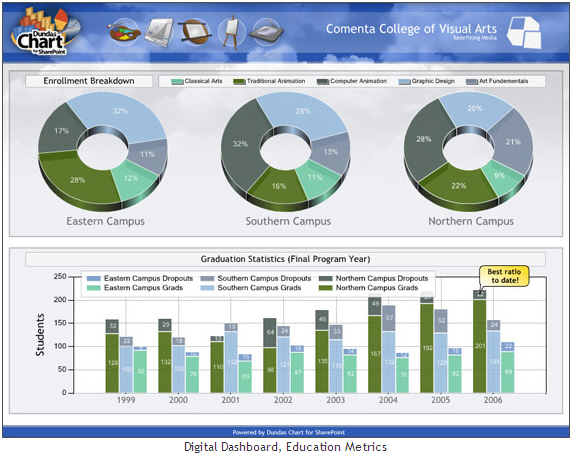 Dundas
Chart
for SharePoint
Comenta College of Visual Arts
Redefining Media
Enrollment Breakdown
Classical Arts Traditional Animation Computer Animation Graphic Design Art Fundementals
32%
17%
11%
28%
12%
Eastern Campus
28%
32%
13%
16%
11%
Southern Campus
20%
28%
21%
22%
9%
Northern Campus
Graduation Statistics (Final Program Year)
Best ratio
to date!
Eastern Campus Dropouts Southern Campus Dropouts Northern Campus Dropouts
Eastern Campus Grads Southern Campus Grads Northern Campus Grads
Students
250
200
150
100
50
0
32 22
128 100 92
29 18 10
132 102 79
13 19 15
110 132 69
64 24 16
98 121 87
45 33 14
135 115 82
49 57 12
167 132 76
52 16
192 129 82
22 24 22
201 134 89
1999 2000 2001 2002 2003 2004 2005 2006
Powered by Dundas Chart for SharePoint
Digital Dashboard, Education Metrics